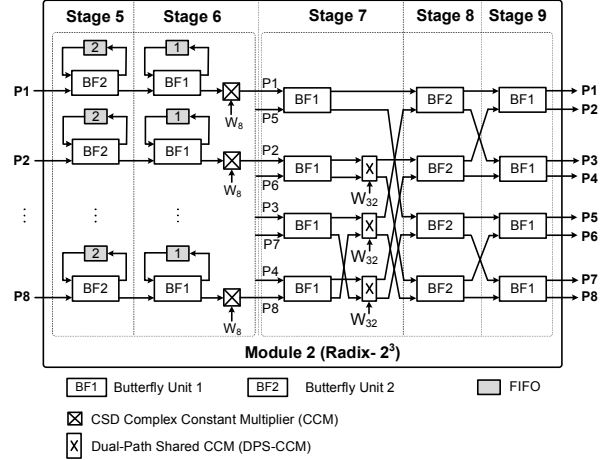 Stage 5 Stage 6 Stage 7 Stage 8 Stage 9
2 1
P1 BF2 BF1 P1 BF1 BF2 BF1 P1
W8 P5 P2
2 1
P2 BF2 BF1 P2 BF1 BF2 BF1 P3
W8 P6 W32 P4
P3 BF1 BF2 BF1 P5
P7 W32 P6
2 1
P8 BF2 BF1 P4 BF1 BF2 BF1 P7
W8 P8 W32 P8
Module 2 (Radix- 2³)
BF1 Butterfly Unit 1 BF2 Butterfly Unit 2 FIFO
CSD Complex Constant Multiplier (CCM)
Dual-Path Shared CCM (DPS-CCM)